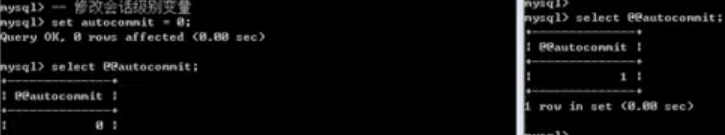 mysql> -- 修改会话级别变量
mysql> set autocommit = 0;
Query OK, 0 rows affected (0.00 sec)
mysql> select @@autocommit;
+--------------+
| @@autocommit |
+--------------+
|            0 |
mysql>
mysql> select @@autocommit;
+--------------+
| @@autocommit |
+--------------+
|            1 |
+--------------+
1 row in set (0.00 sec)